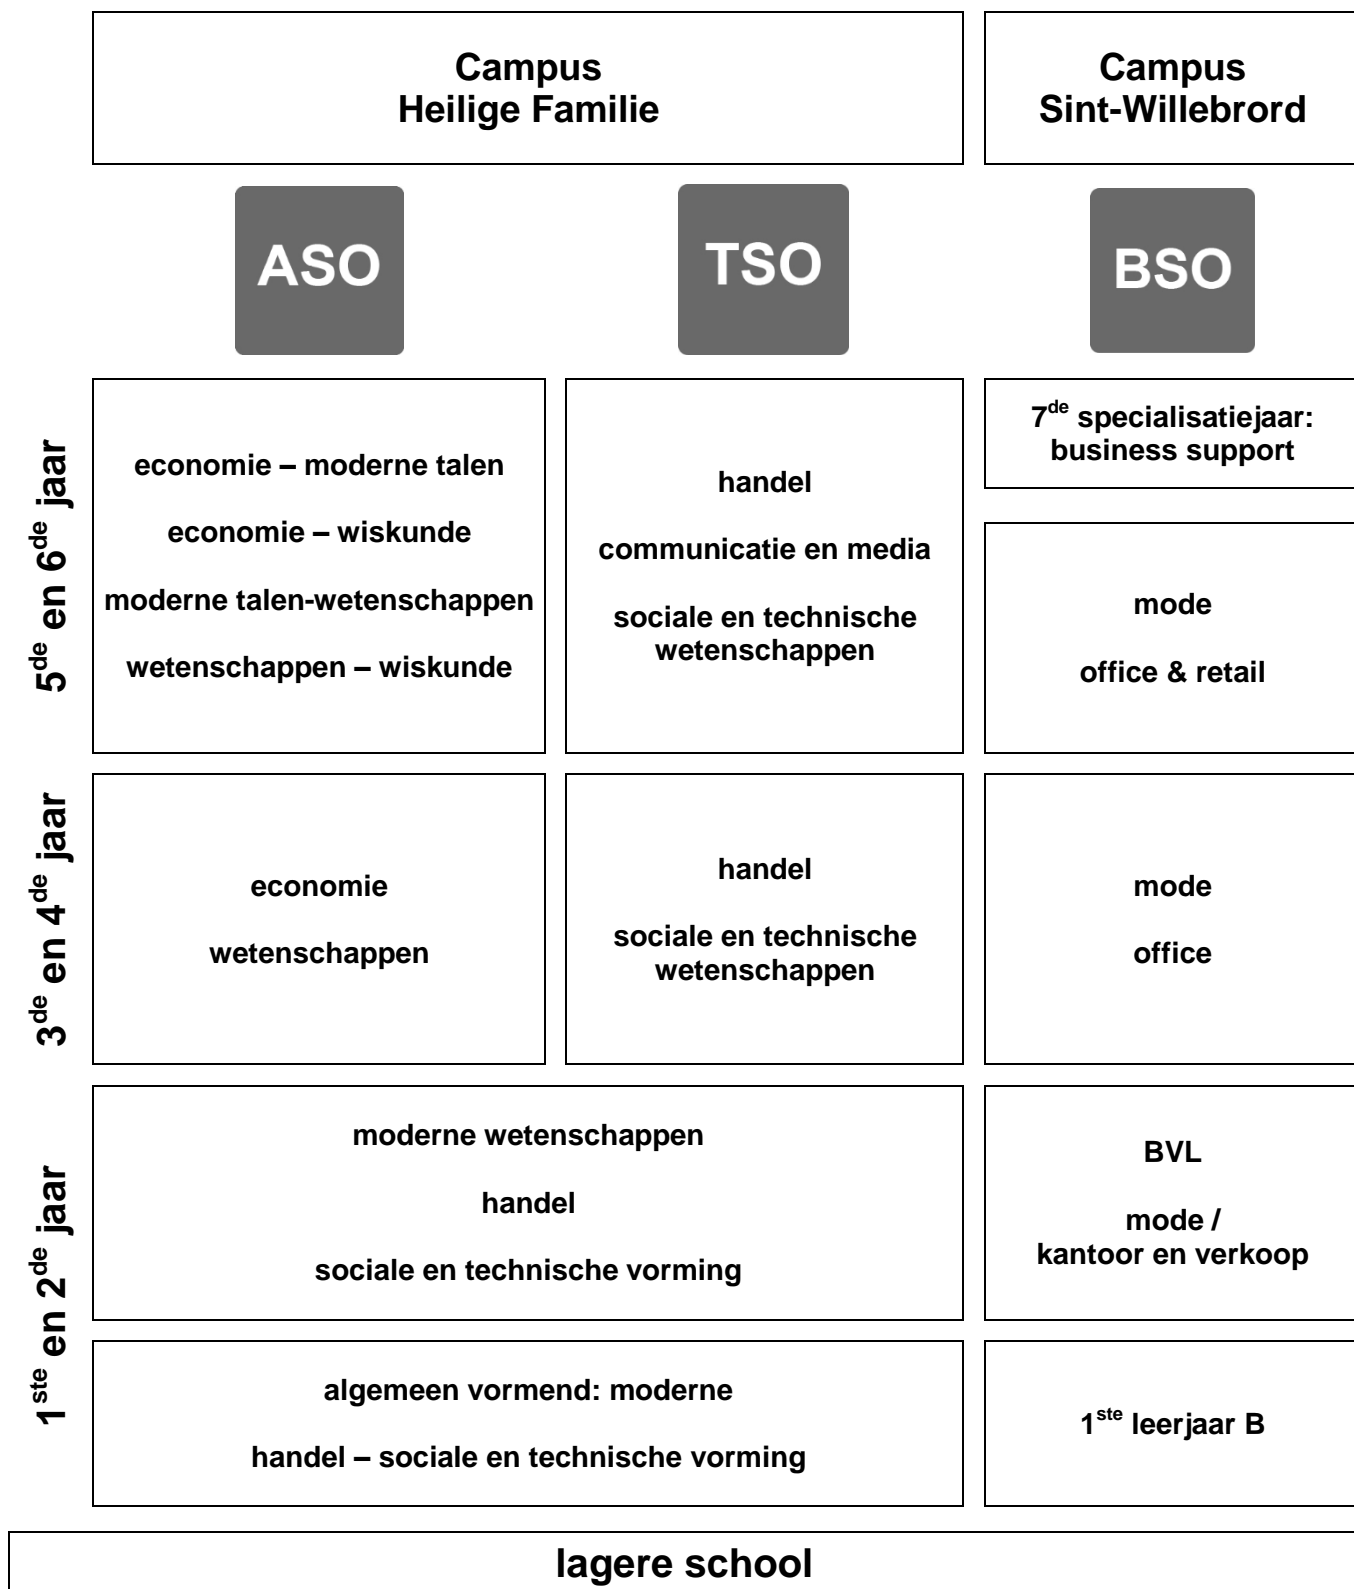 Campus
Heilige Familie
Campus
Sint-Willebrord
ASO
TSO
BSO
5de en 6de jaar
economie – moderne talen
economie – wiskunde
moderne talen-wetenschappen
wetenschappen – wiskunde
handel
communicatie en media
sociale en technische
wetenschappen
7de specialisatiejaar:
business support
mode
office & retail
3de en 4de jaar
economie
wetenschappen
handel
sociale en technische
wetenschappen
mode
office
1ste en 2de jaar
moderne wetenschappen
handel
sociale en technische vorming
BVL
mode /
kantoor en verkoop
algemeen vormend: moderne
handel – sociale en technische vorming
1ste leerjaar B
lagere school